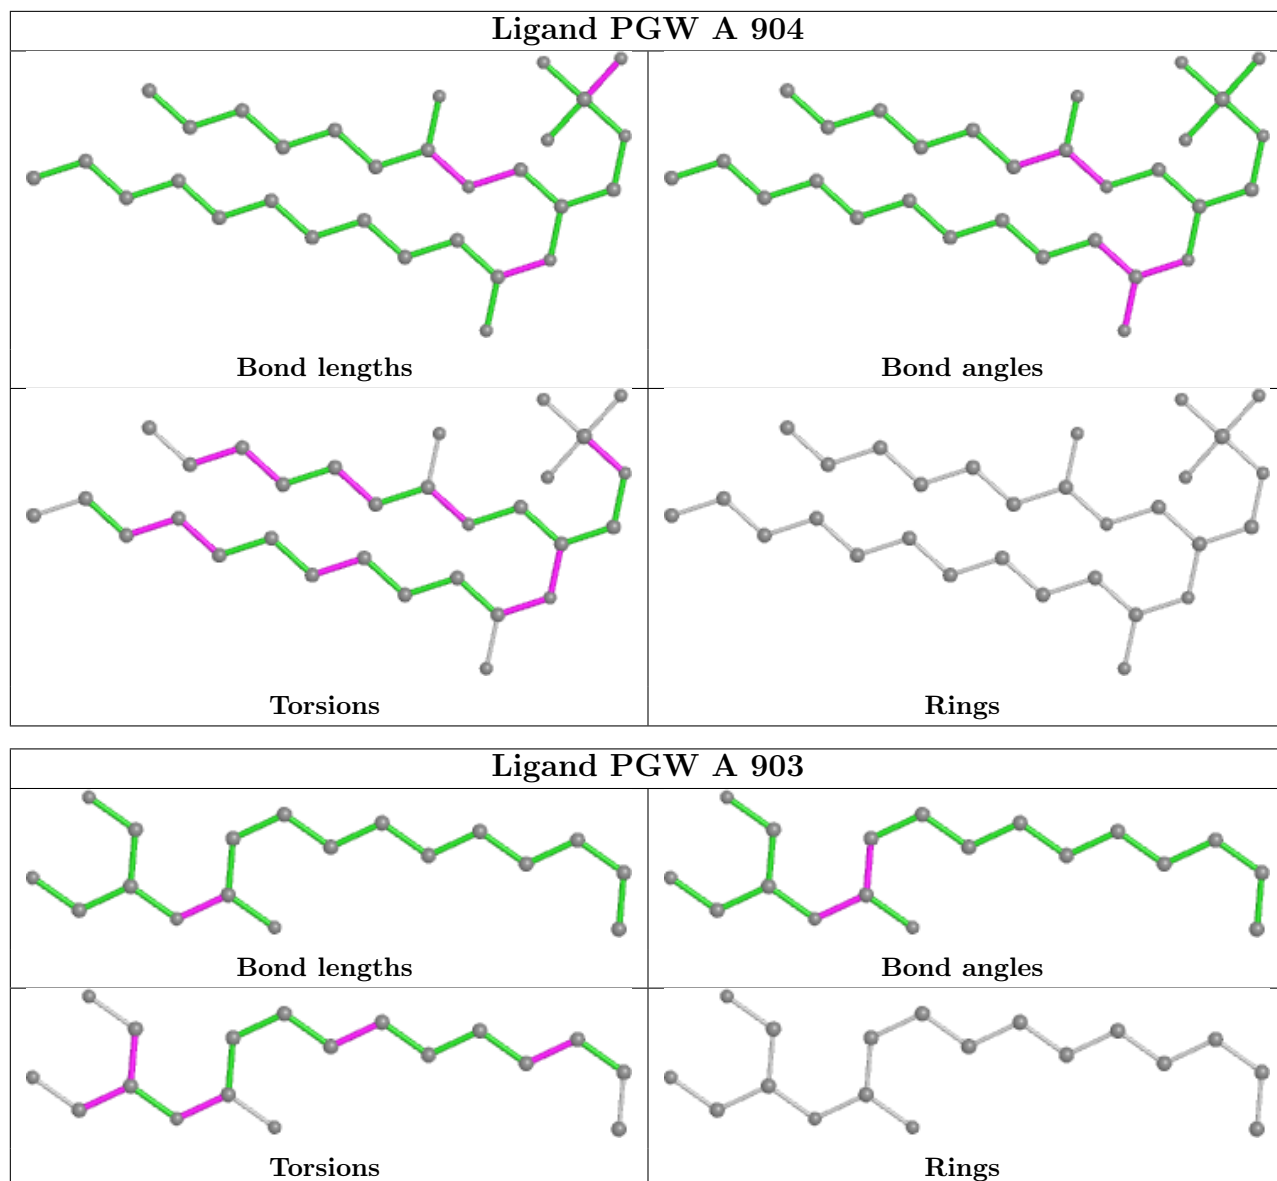 Ligand PGW A 904
Bond lengths
Bond angles
Torsions
Rings
Ligand PGW A 903
Bond lengths
Bond angles
Torsions
Rings